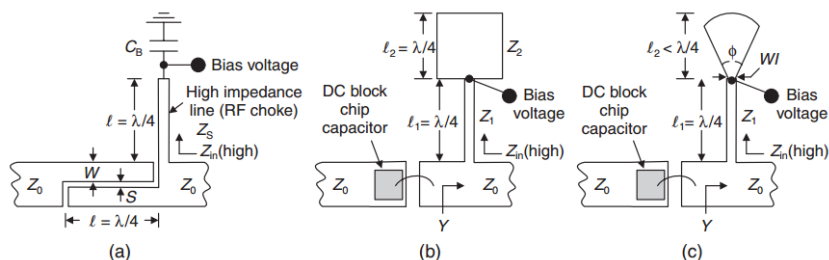 C_B
Bias voltage
High impedance
line (RF choke)
ℓ = λ/4
Z_S
Z_in(high)
Z_0
W
S
Z_0
ℓ = λ/4
(a)
ℓ_2 = λ/4
Z_2
DC block
chip
capacitor
Bias
voltage
Z_1
ℓ_1 = λ/4
Z_in(high)
Z_0
Z_0
Y
(b)
ℓ_2 < λ/4
ϕ
WI
DC block
chip
capacitor
Bias
voltage
Z_1
ℓ_1 = λ/4
Z_in(high)
Z_0
Z_0
Y
(c)